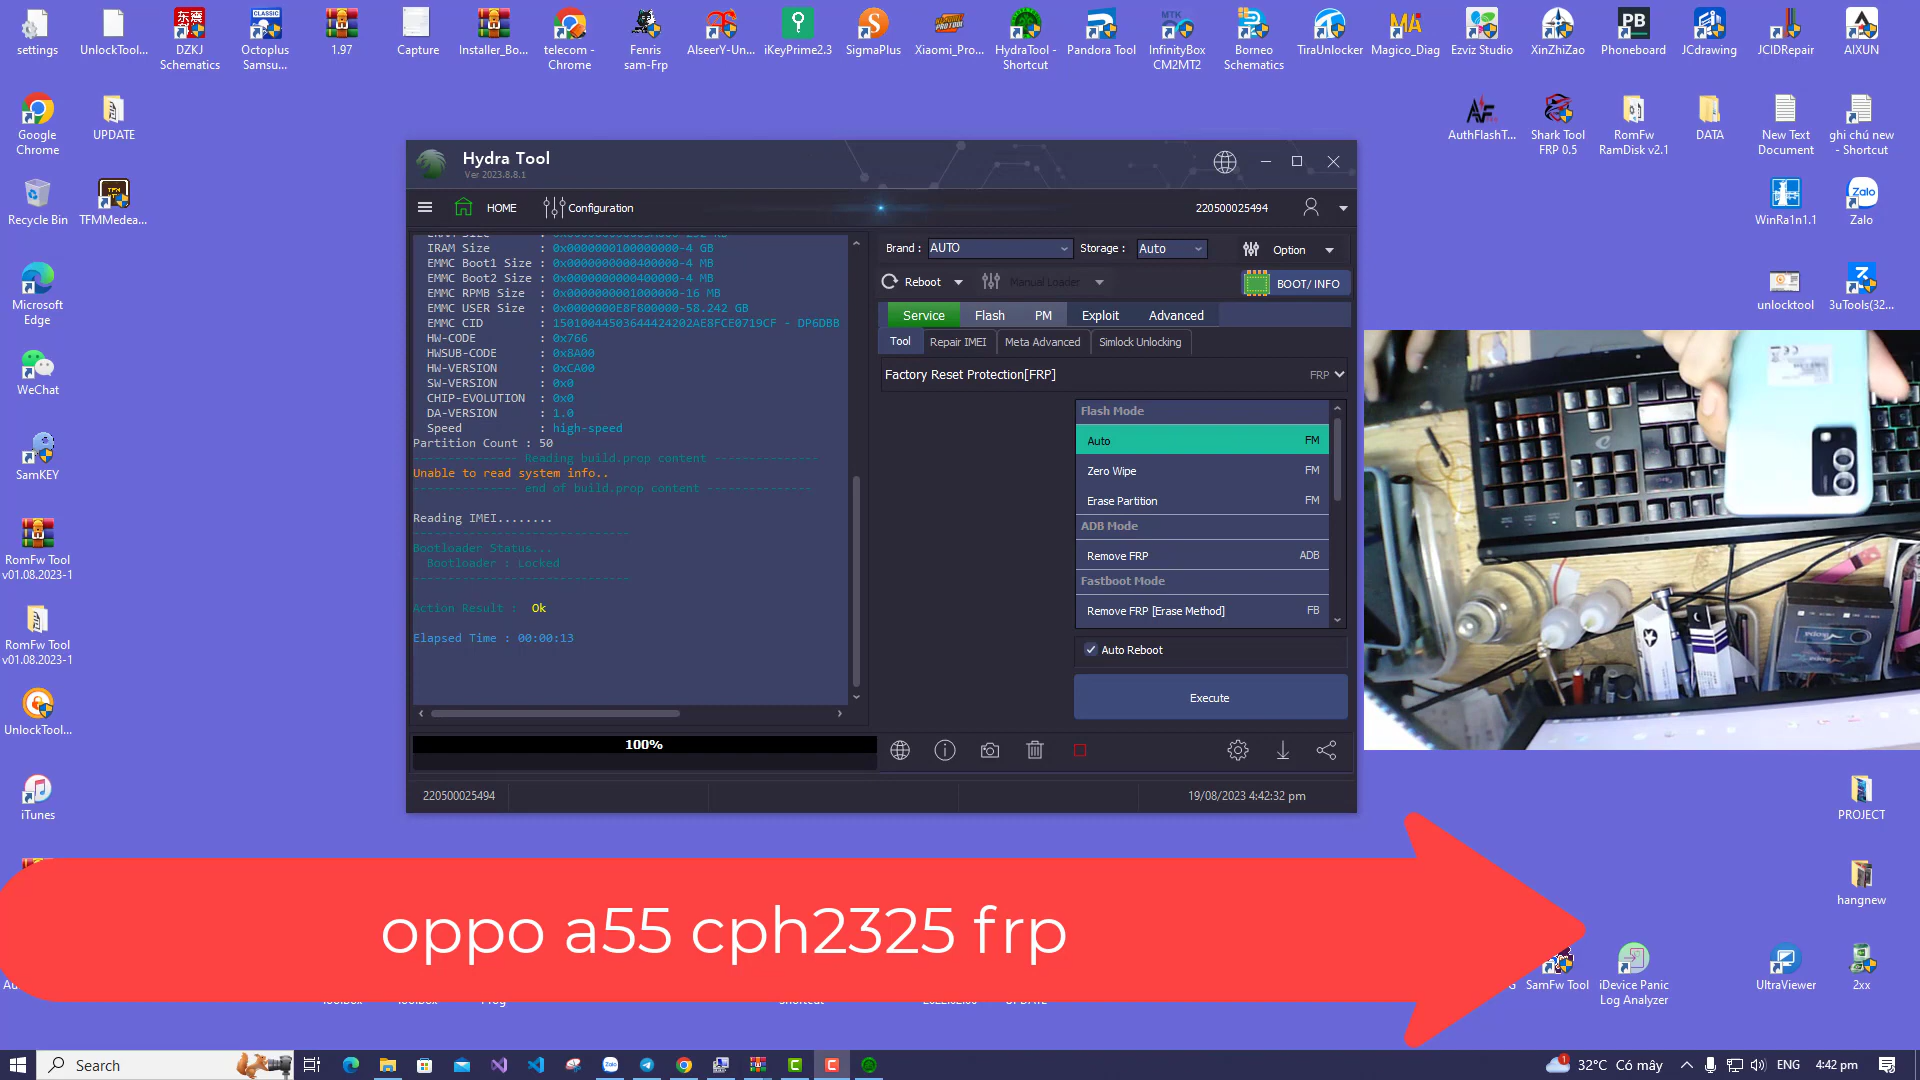 settings
UnlockTool...
DZKJ
Schematics
Octoplus
Samsu...
1.97
Capture
Installer_Bo...
telecom -
Chrome
Fenris
sam-Frp
AlseerY-Un...
iKeyPrime2.3
SigmaPlus
Xiaomi_Pro...
HydraTool -
Shortcut
Pandora Tool
InfinityBox
CM2MT2
Borneo
Schematics
TiraUnlocker
Magico_Diag
Ezviz Studio
XinZhiZao
Phoneboard
JCdrawing
JCIDRepair
AIXUN
Google
Chrome
UPDATE
AuthFlashT...
Shark Tool
FRP 0.5
RomFw
RamDisk v2.1
DATA
New Text
Document
ghi chú new
- Shortcut
Recycle Bin
TFMMedea...
WinRa1n1.1
Zalo
Microsoft
Edge
unlocktool
3uTools(32...
WeChat
SamKEY
RomFw Tool
v01.08.2023-1
RomFw Tool
v01.08.2023-1
UnlockTool...
iTunes
Hydra Tool
Ver 2023.8.8.1
HOME
Configuration
220500025494
IRAM Size : 0x0000000100000000-4 GB
EMMC Boot1 Size : 0x0000000000400000-4 MB
EMMC Boot2 Size : 0x0000000000400000-4 MB
EMMC RPMB Size : 0x0000000001000000-16 MB
EMMC USER Size : 0x0000000E8F800000-58.242 GB
EMMC CID : 15010044503644424202AE8FCE0719CF - DP6DBB
HW-CODE : 0x766
HWSUB-CODE : 0x8A00
HW-VERSION : 0xCA00
SW-VERSION : 0x0
CHIP-EVOLUTION : 0x0
DA-VERSION : 1.0
Speed : high-speed
Partition Count : 50
--------------- Reading build.prop content ---------------
Unable to read system info..
--------------- end of build.prop content ---------------
Reading IMEI........
Bootloader Status...
Bootloader : Locked
Action Result : Ok
Elapsed Time : 00:00:13
100%
Brand : AUTO
Storage : Auto
Option
Reboot
Manual Loader
BOOT/ INFO
Service
Flash
PM
Exploit
Advanced
Tool
Repair IMEI
Meta Advanced
Simlock Unlocking
Factory Reset Protection[FRP]
FRP
Flash Mode
Auto FM
Zero Wipe FM
Erase Partition FM
ADB Mode
Remove FRP ADB
Fastboot Mode
Remove FRP [Erase Method] FB
Auto Reboot
Execute
220500025494
19/08/2023 4:42:32 pm
PROJECT
hangnew
oppo a55 cph2325 frp
SamFw Tool
iDevice Panic
Log Analyzer
UltraViewer
2xx
Search
32°C Có mây
ENG
4:42 pm